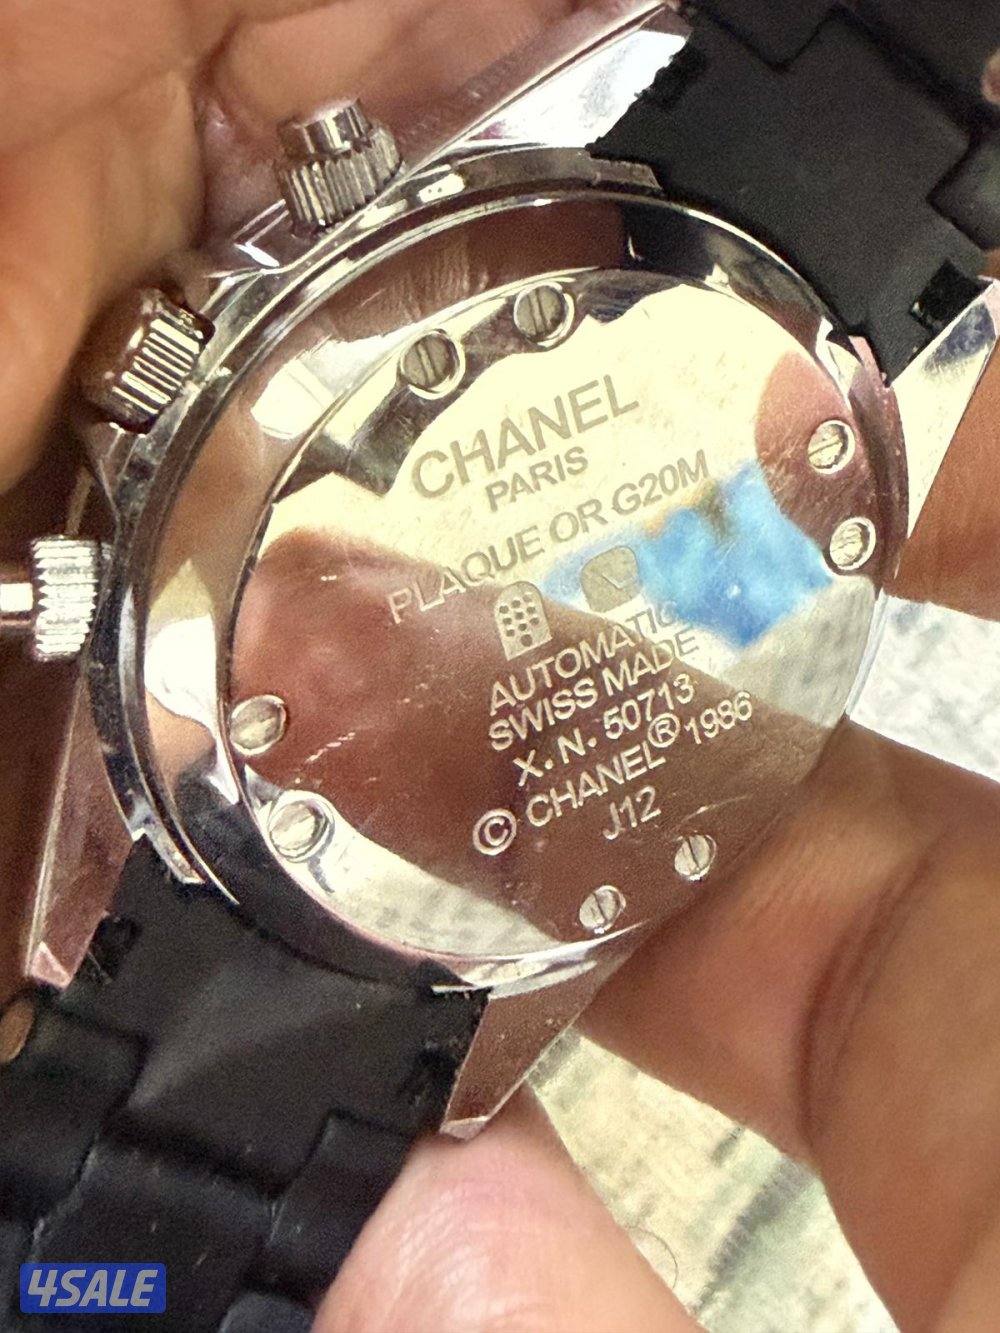 CHANEL
PARIS
PLAQUE OR G20M
AUTOMATIC
SWISS MADE
X.N. 50713
© CHANEL® 1986
J12
4SALE